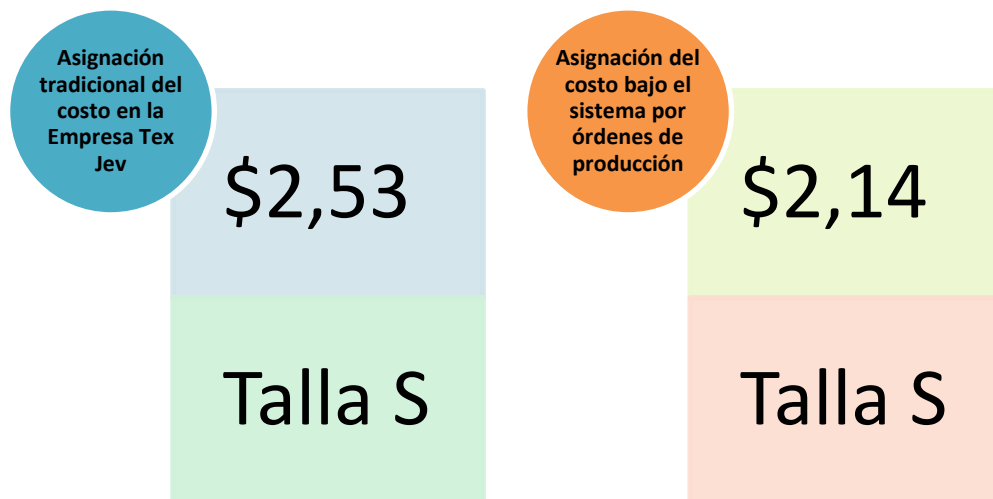 Asignación
tradicional del
costo en la
Empresa Tex
Jev
$2,53
Talla S
Asignación del
costo bajo el
sistema por
órdenes de
producción
$2,14
Talla S